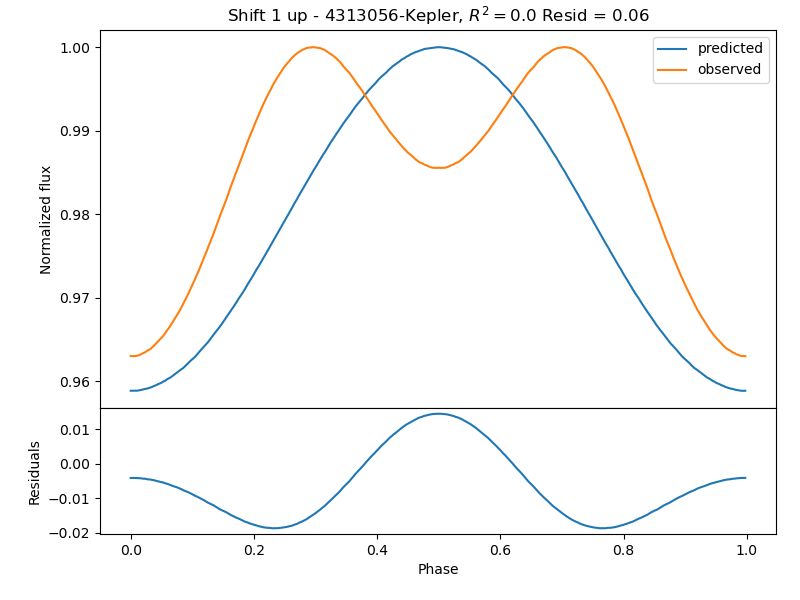 Shift 1 up - 4313056-Kepler, R² = 0.0 Resid = 0.06
predicted
observed
Normalized flux
1.00
0.99
0.98
0.97
0.96
Residuals
0.01
0.00
−0.01
−0.02
0.0 0.2 0.4 0.6 0.8 1.0
Phase